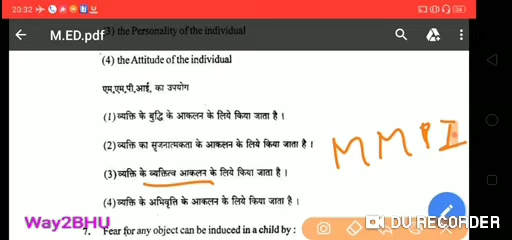 20:32
58
M.ED.pdf
(3) the Personality of the individual
(4) the Attitude of the individual
एम,एम,पी,आई, का उपयोग
(1) व्यक्ति के बुद्धि के आकलन के लिये किया जाता है ।
(2) व्यक्ति का सृजनात्मकता के आकलन के लिये किया जाता है ।
(3) व्यक्ति के व्यक्तित्व आकलन के लिये किया जाता है ।
(4) व्यक्ति के अभिवृत्ति के आकलन के लिये किया जाता है ।
MMPI
Way2BHU
DU RECORDER
7. Fear for any object can be induced in a child by :